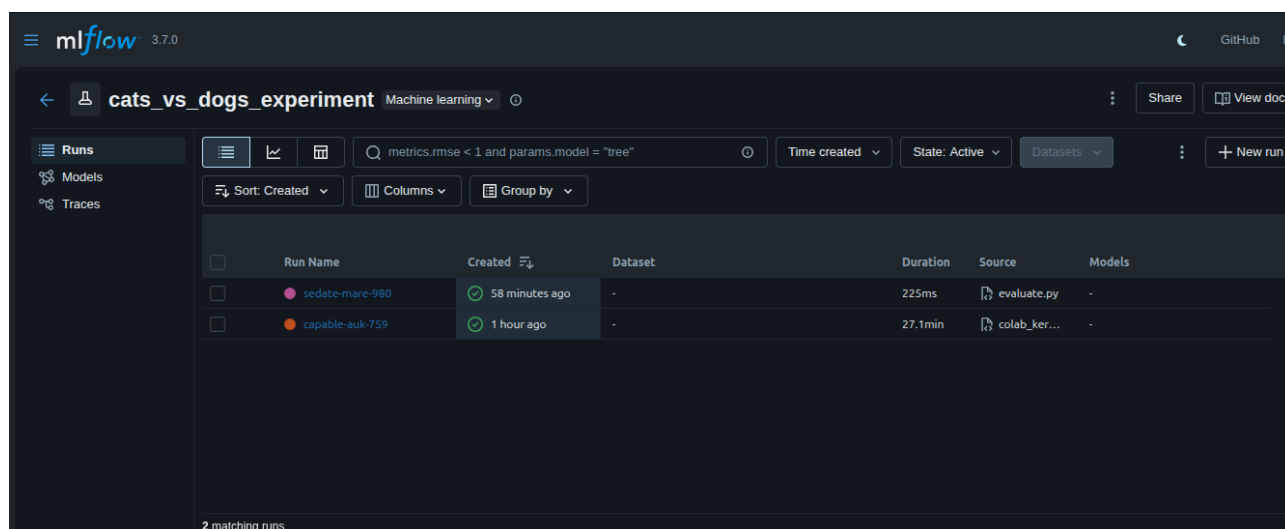 mlflow 3.7.0 GitHub
cats_vs_dogs_experiment Machine learning Share View doc
Runs metrics.rmse < 1 and params.model = "tree" Time created State: Active Datasets New run
Models Sort: Created Columns Group by
Traces
Run Name Created Dataset Duration Source Models
sedate-mare-980 58 minutes ago - 225ms evaluate.py -
capable-auk-759 1 hour ago - 27.1min colab_ker... -
2 matching runs